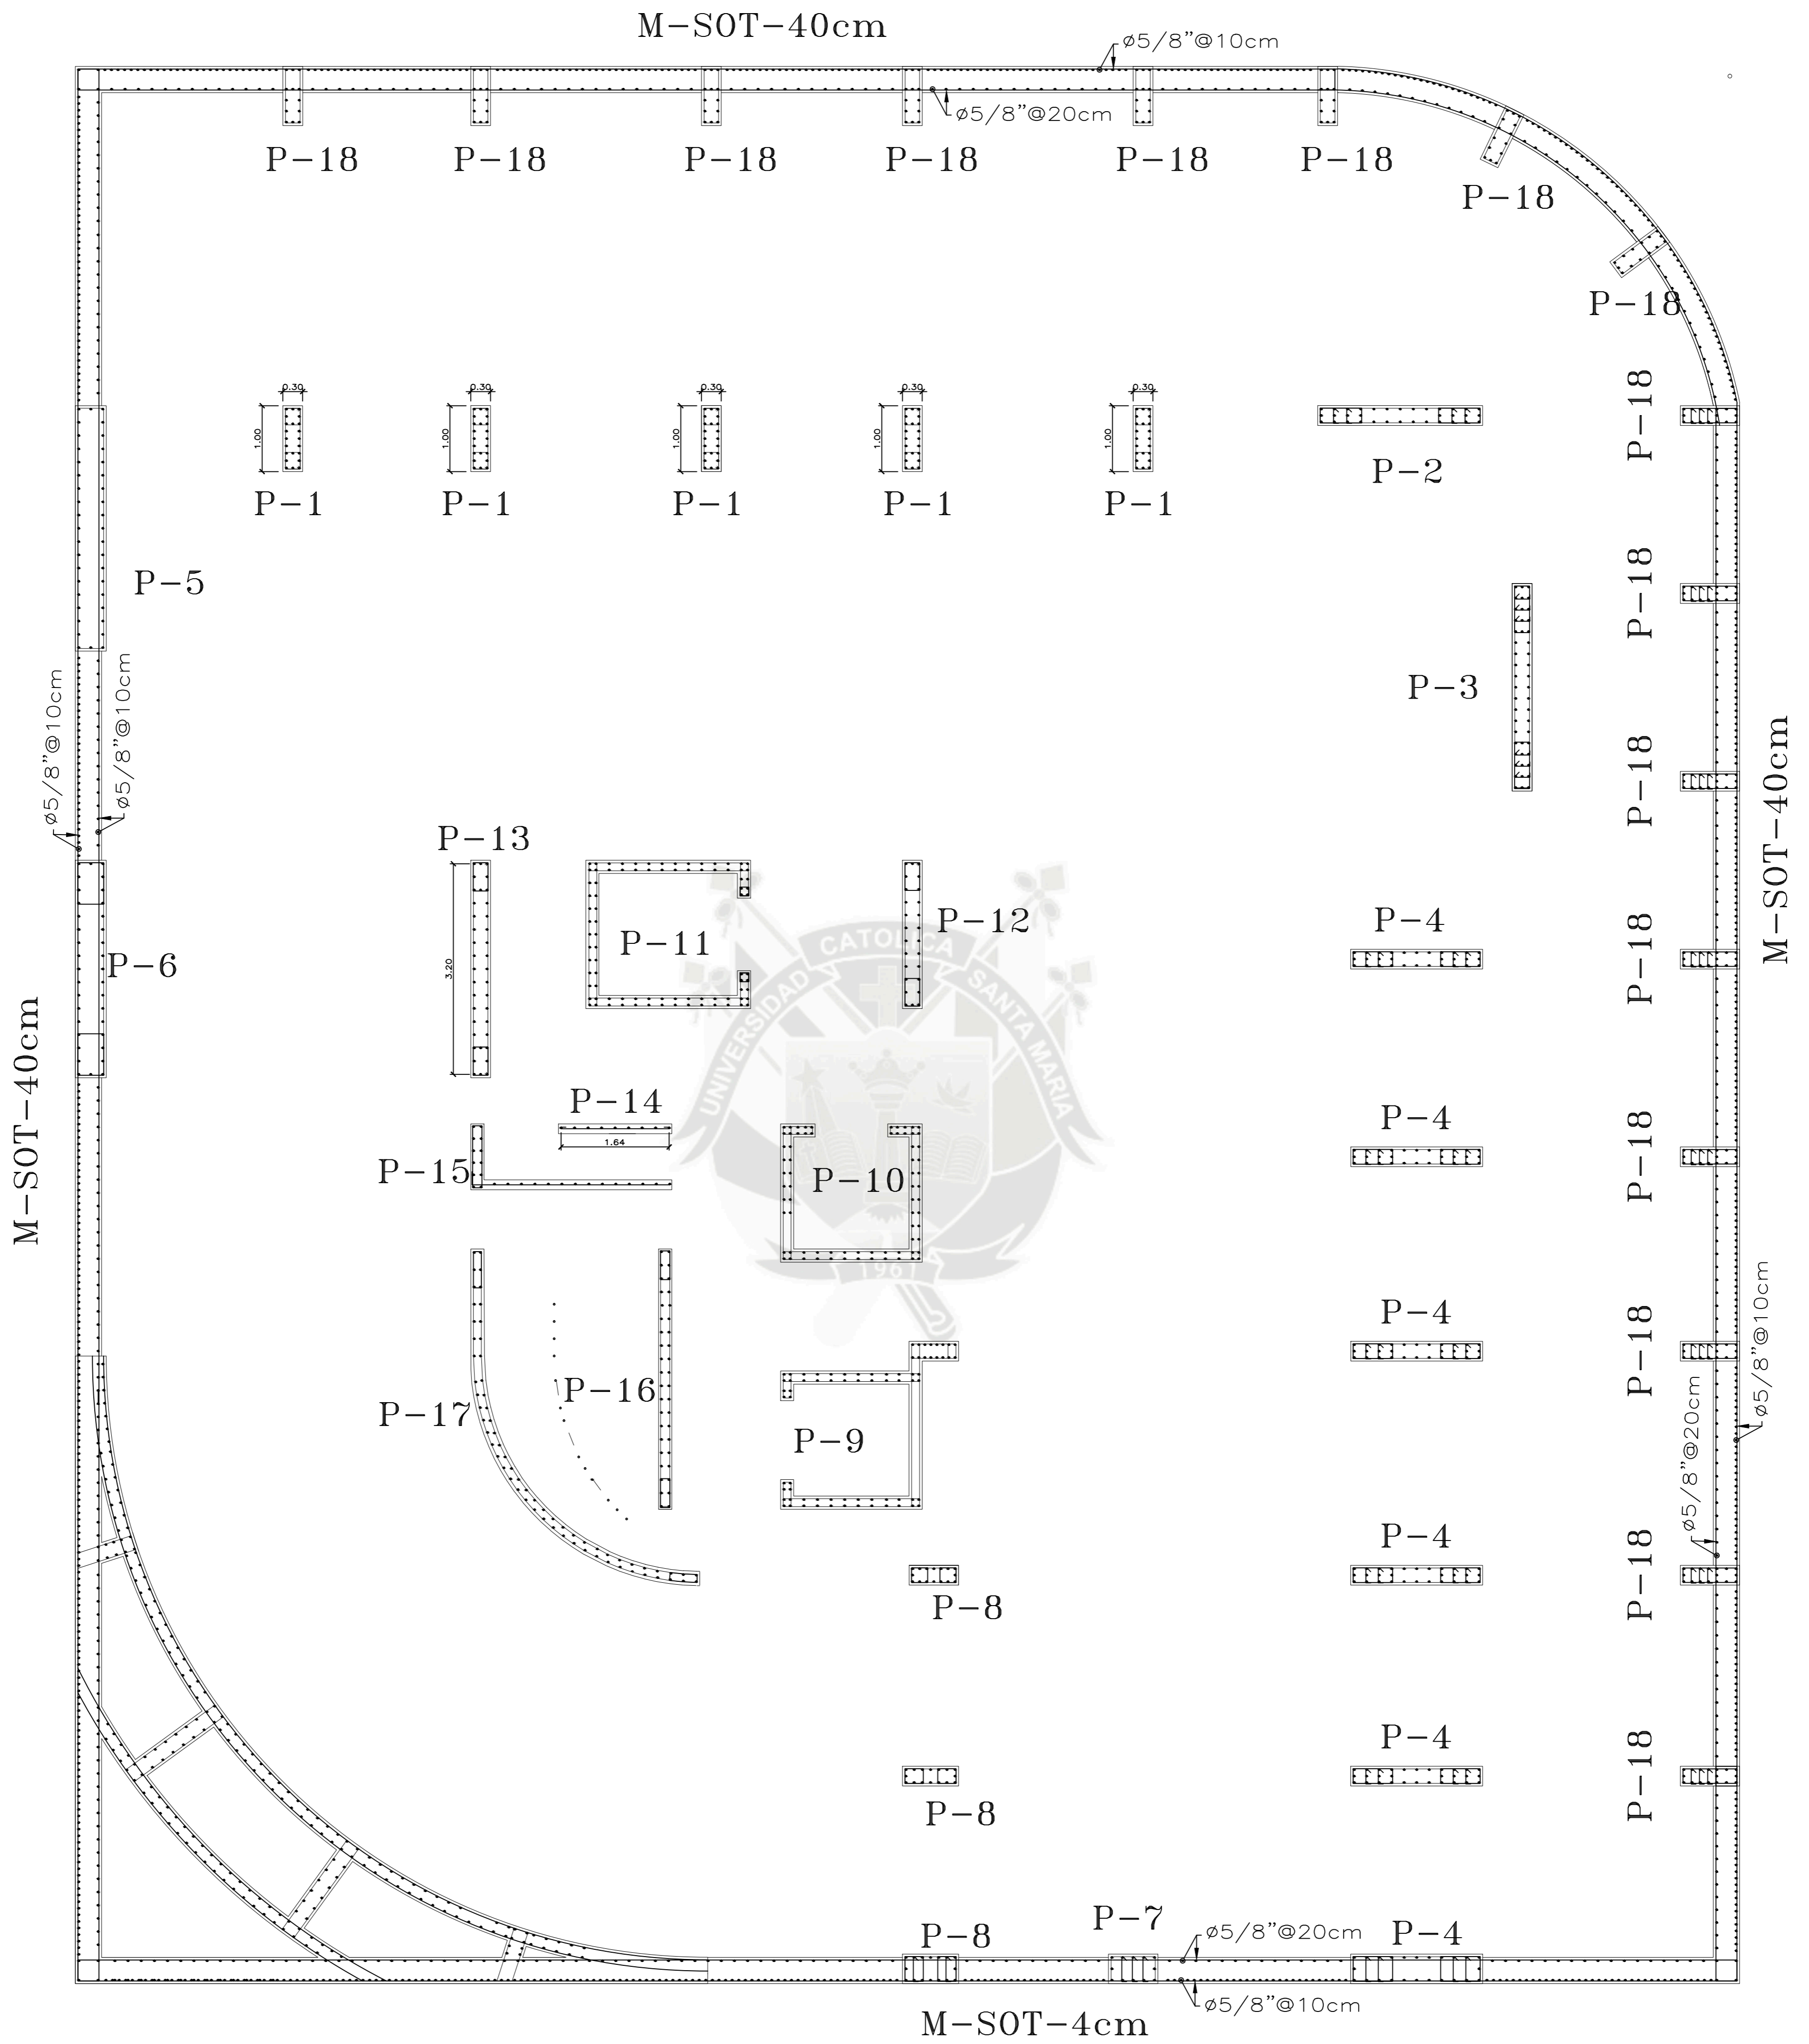 M-SOT-40cm
ø5/8"@10cm
ø5/8"@20cm
P-18
P-18
P-18
P-18
P-18
P-18
P-18
P-18
0.30
0.30
0.30
0.30
0.30
1.00
1.00
1.00
1.00
1.00
P-1
P-1
P-1
P-1
P-1
P-2
P-18
P-5
P-18
P-3
ø5/8"@10cm
ø5/8"@10cm
P-18
M-SOT-40cm
P-13
3.20
P-11
P-12
P-4
P-18
P-6
UNIVERSIDAD CATOLICA SANTA MARIA
1961
M-SOT-40cm
P-14
1.64
P-15
P-10
P-4
P-18
P-4
P-18
ø5/8"@10cm
ø5/8"@20cm
P-16
P-17
P-9
P-4
P-18
P-8
P-4
P-18
P-8
P-8
P-7
ø5/8"@20cm
P-4
ø5/8"@10cm
M-SOT-4cm